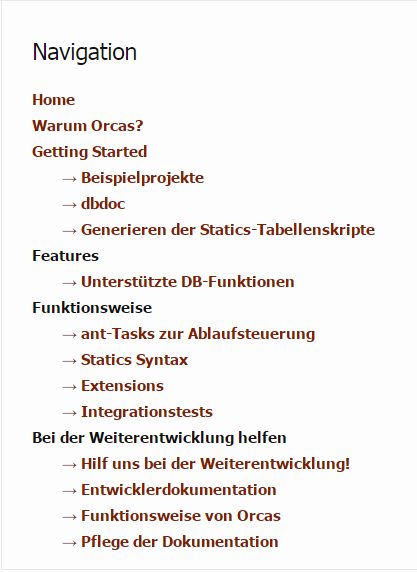 Navigation
Home
Warum Orcas?
Getting Started
→ Beispielprojekte
→ dbdoc
→ Generieren der Statics-Tabellenskripte
Features
→ Unterstützte DB-Funktionen
Funktionsweise
→ ant-Tasks zur Ablaufsteuerung
→ Statics Syntax
→ Extensions
→ Integrationstests
Bei der Weiterentwicklung helfen
→ Hilf uns bei der Weiterentwicklung!
→ Entwicklerdokumentation
→ Funktionsweise von Orcas
→ Pflege der Dokumentation